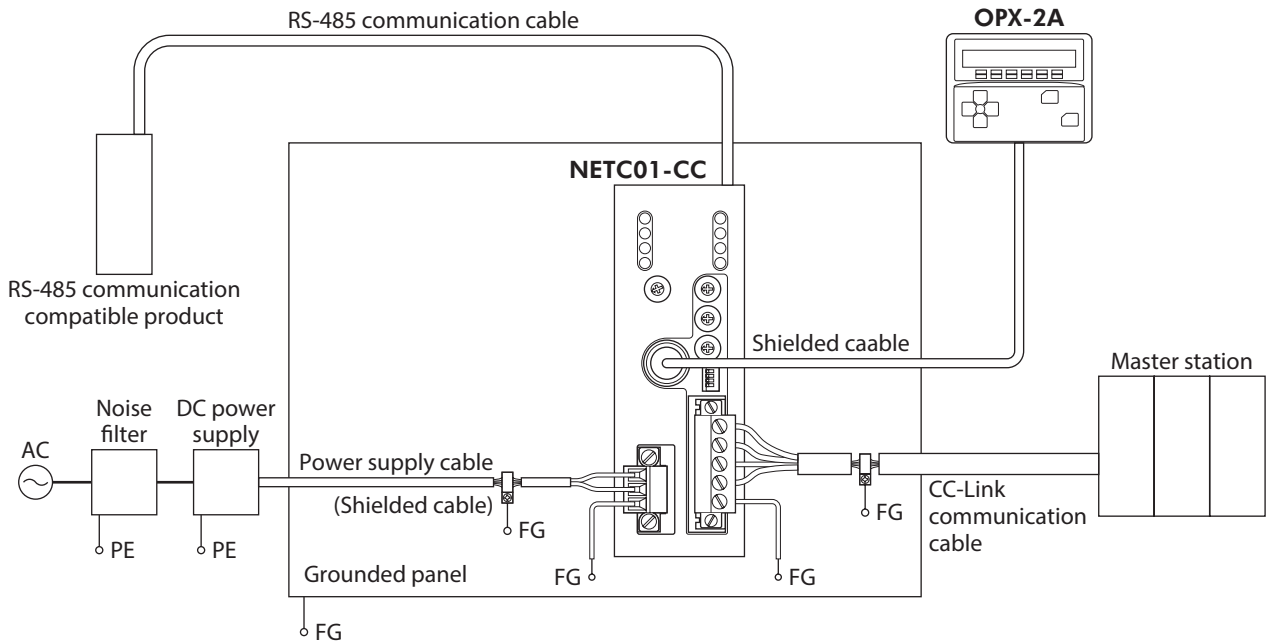 RS-485 communication cable
OPX-2A
NETC01-CC
RS-485 communication
compatible product
Shielded caable
Master station
Noise
filter
DC power
supply
AC
Power supply cable
(Shielded cable)
FG
FG
CC-Link
communication
cable
PE
PE
Grounded panel
FG
FG
FG